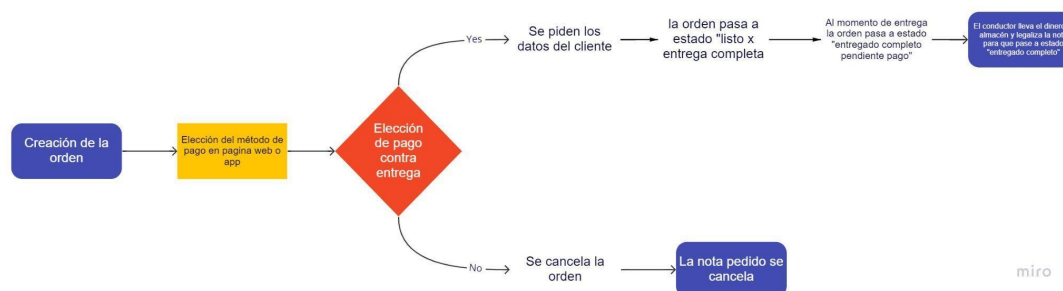 Creación de la
orden
Elección del método de
pago en pagina web o
app
Elección
de pago
contra
entrega
Yes
Se piden los
datos del cliente
la orden pasa a
estado "listo x
entrega completa
Al momento de entrega
la orden pasa a estado
"entregado completo
pendiente pago"
El conductor lleva el dinero
almacén y legaliza la not
para que pase a estado
"entregado completo"
No
Se cancela la
orden
La nota pedido se
cancela
miro